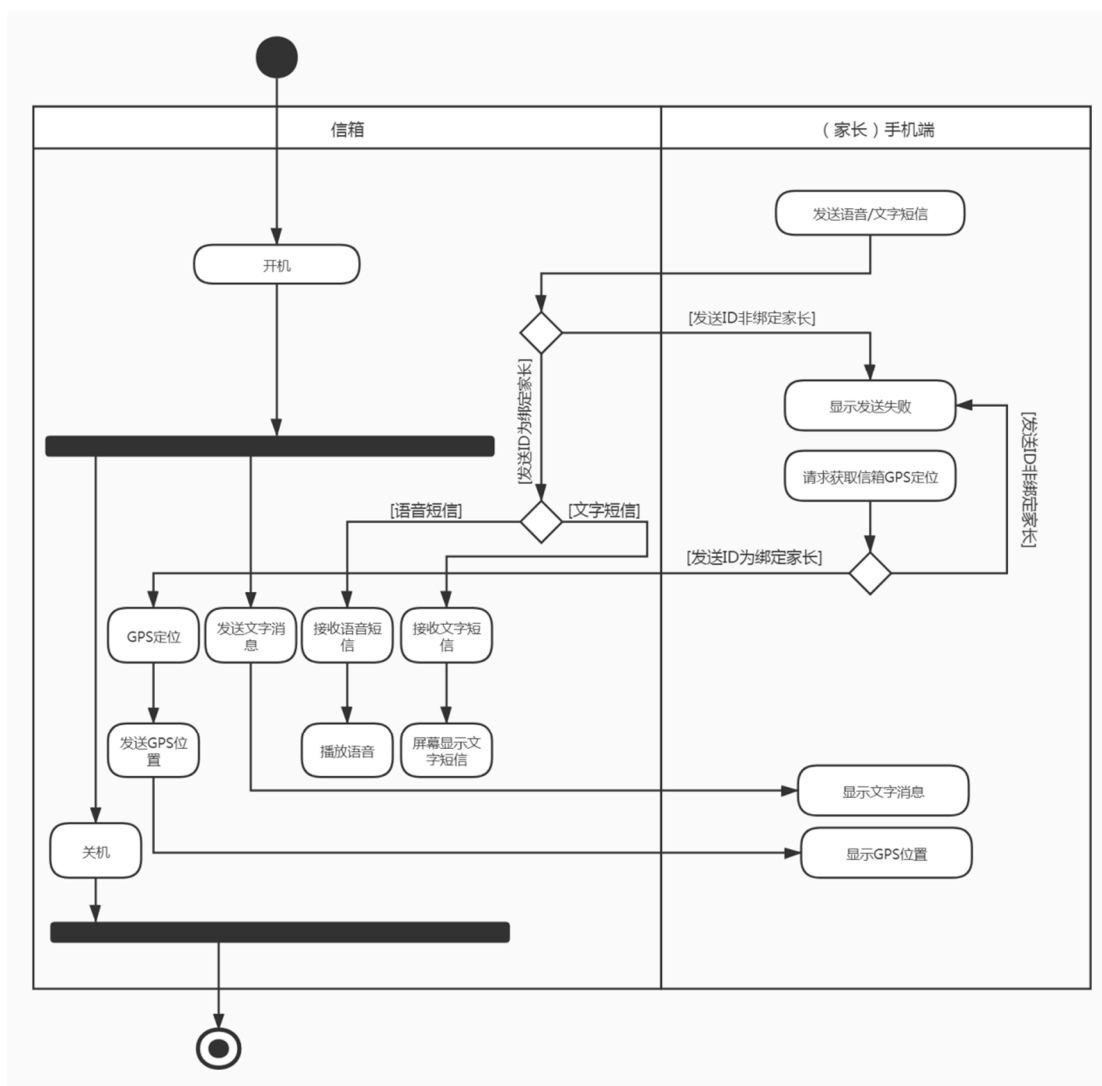 信箱
（家长）手机端
发送语音/文字短信
开机
[发送ID非绑定家长]
[发送ID为绑定家长]
显示发送失败
[发送ID非绑定家长]
请求获取信箱GPS定位
[语音短信]
[文字短信]
[发送ID为绑定家长]
GPS定位
发送文字消
息
接收语音短
信
接收文字短
信
发送GPS位
置
播放语音
屏幕显示文
字短信
显示文字消息
关机
显示GPS位置